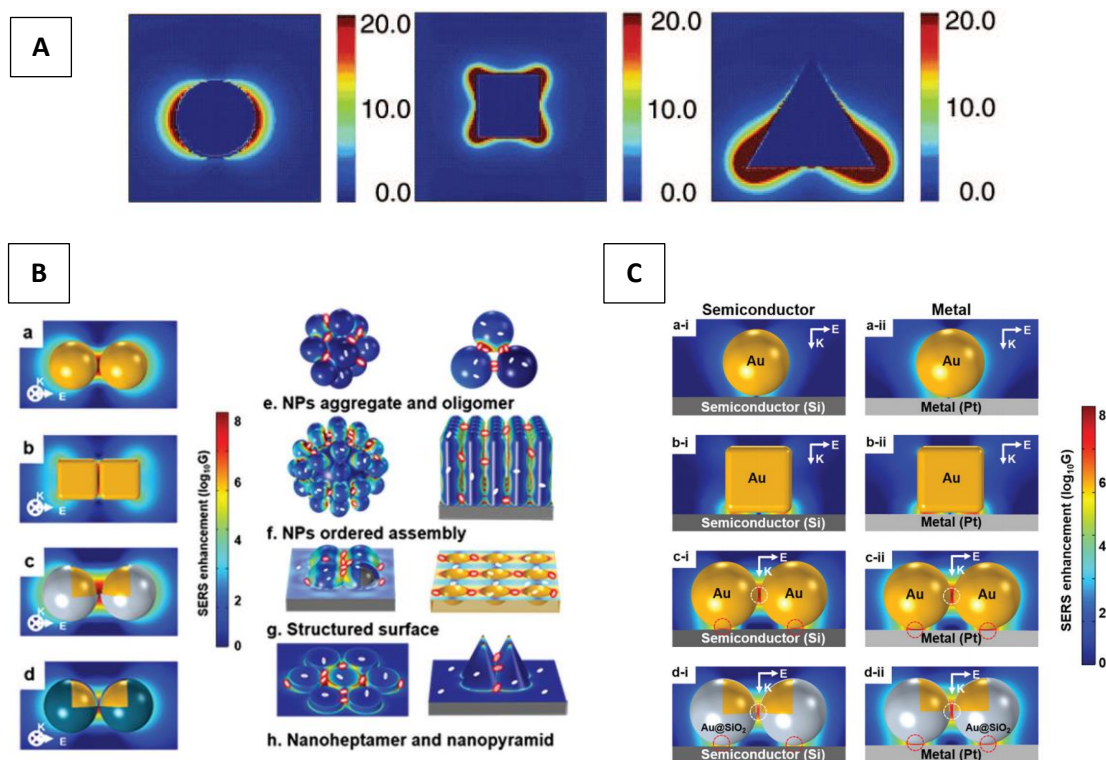 A
20.0
10.0
0.0
20.0
10.0
0.0
20.0
10.0
0.0
B
a
K
E
b
K
E
c
K
E
d
K
E
8
6
4
2
0
SERS enhancement (log₁₀G)
e. NPs aggregate and oligomer
f. NPs ordered assembly
g. Structured surface
h. Nanoheptamer and nanopyramid
C
Semiconductor
Metal
a-i
E
K
Au
Semiconductor (Si)
a-ii
E
K
Au
Metal (Pt)
b-i
E
K
Au
Semiconductor (Si)
b-ii
E
K
Au
Metal (Pt)
c-i
E
K
Au
Au
Semiconductor (Si)
c-ii
E
K
Au
Au
Metal (Pt)
d-i
E
K
Au@SiO₂
Semiconductor (Si)
d-ii
E
K
Au@SiO₂
Metal (Pt)
8
6
4
2
0
SERS enhancement (log₁₀G)